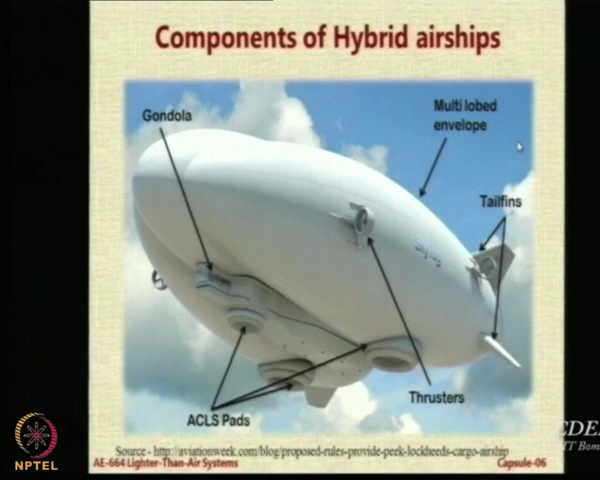 Components of Hybrid airships
Gondola
Multi lobed
envelope
Tailfins
Thrusters
ACLS Pads
Source - http://aviationweek.com/blog/proposed-rules-provide-peek-lockheeds-cargo-airship
AE-664 Lighter-Than-Air Systems
Capsule-06
NPTEL